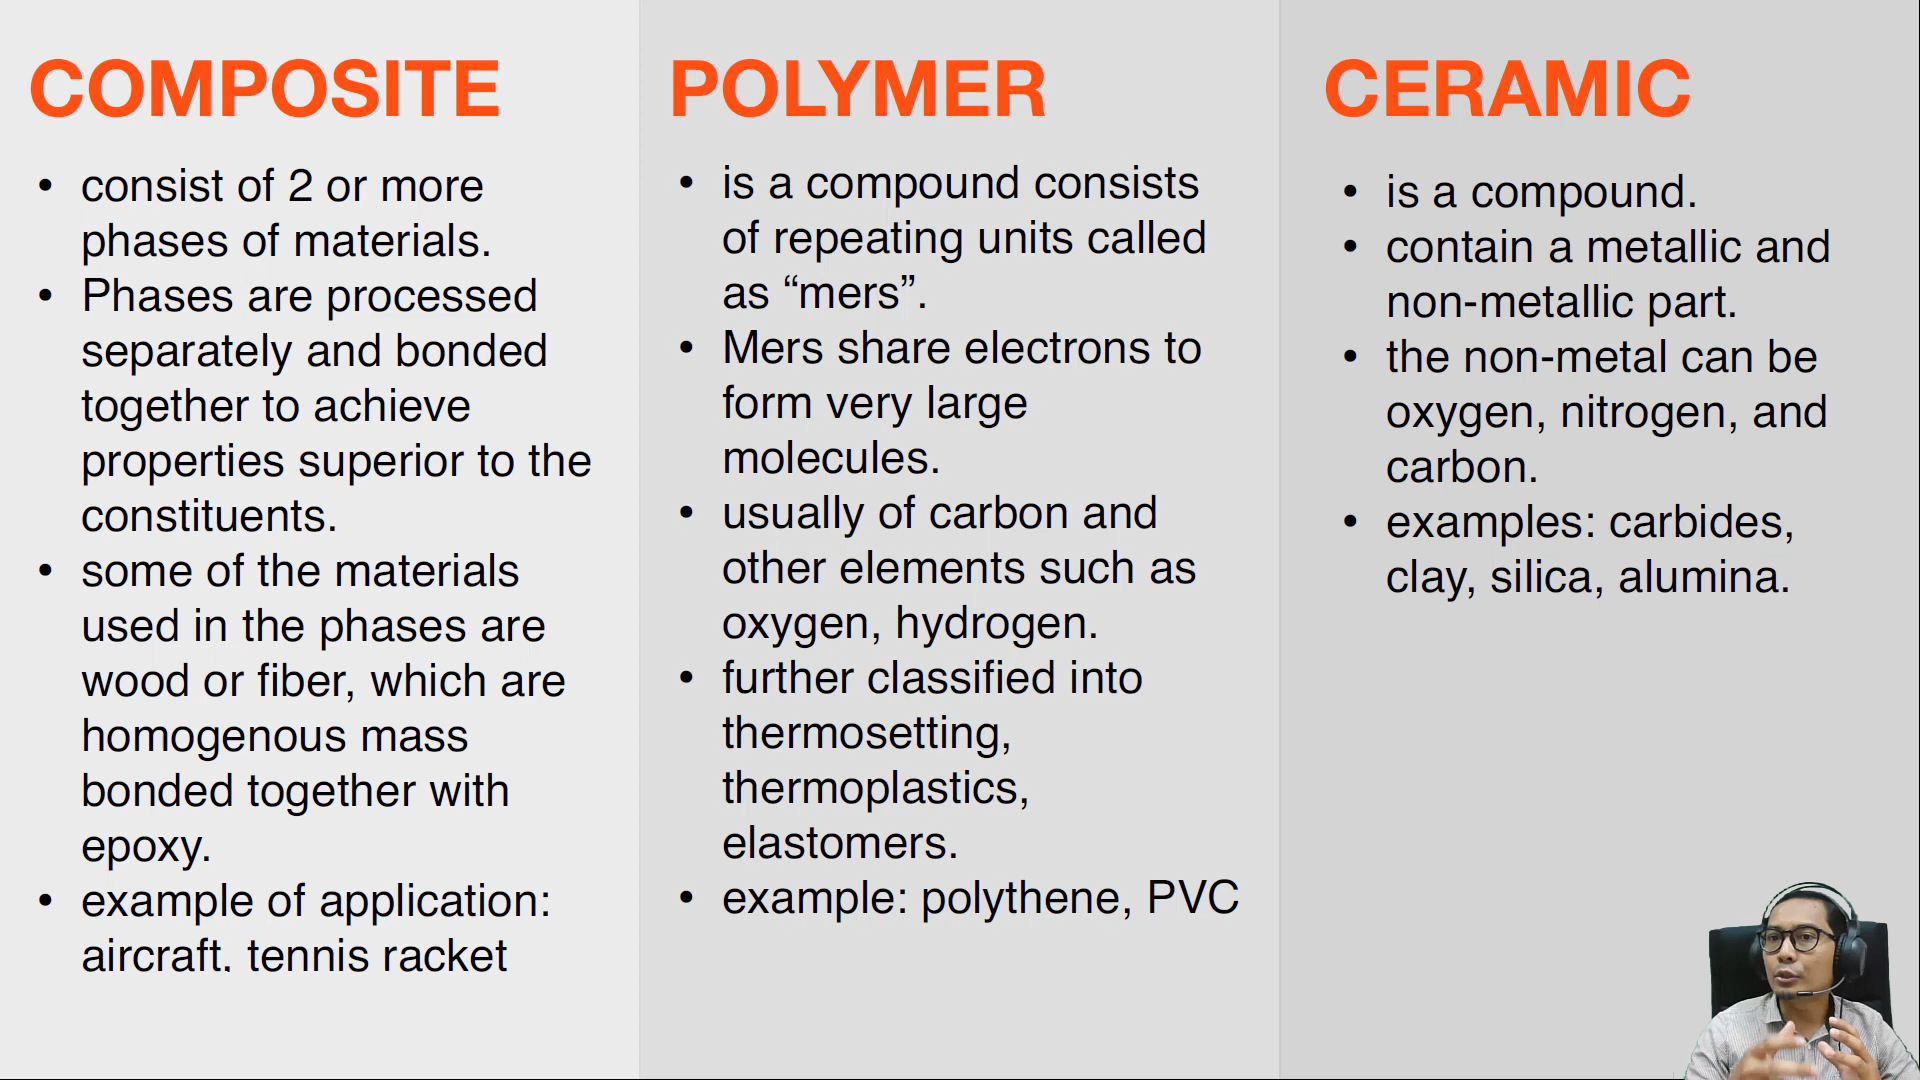 COMPOSITE
• consist of 2 or more
phases of materials.
• Phases are processed
separately and bonded
together to achieve
properties superior to the
constituents.
• some of the materials
used in the phases are
wood or fiber, which are
homogenous mass
bonded together with
epoxy.
• example of application:
aircraft, tennis racket
POLYMER
• is a compound consists
of repeating units called
as “mers”.
• Mers share electrons to
form very large
molecules.
• usually of carbon and
other elements such as
oxygen, hydrogen.
• further classified into
thermosetting,
thermoplastics,
elastomers.
• example: polythene, PVC
CERAMIC
• is a compound.
• contain a metallic and
non-metallic part.
• the non-metal can be
oxygen, nitrogen, and
carbon.
• examples: carbides,
clay, silica, alumina.